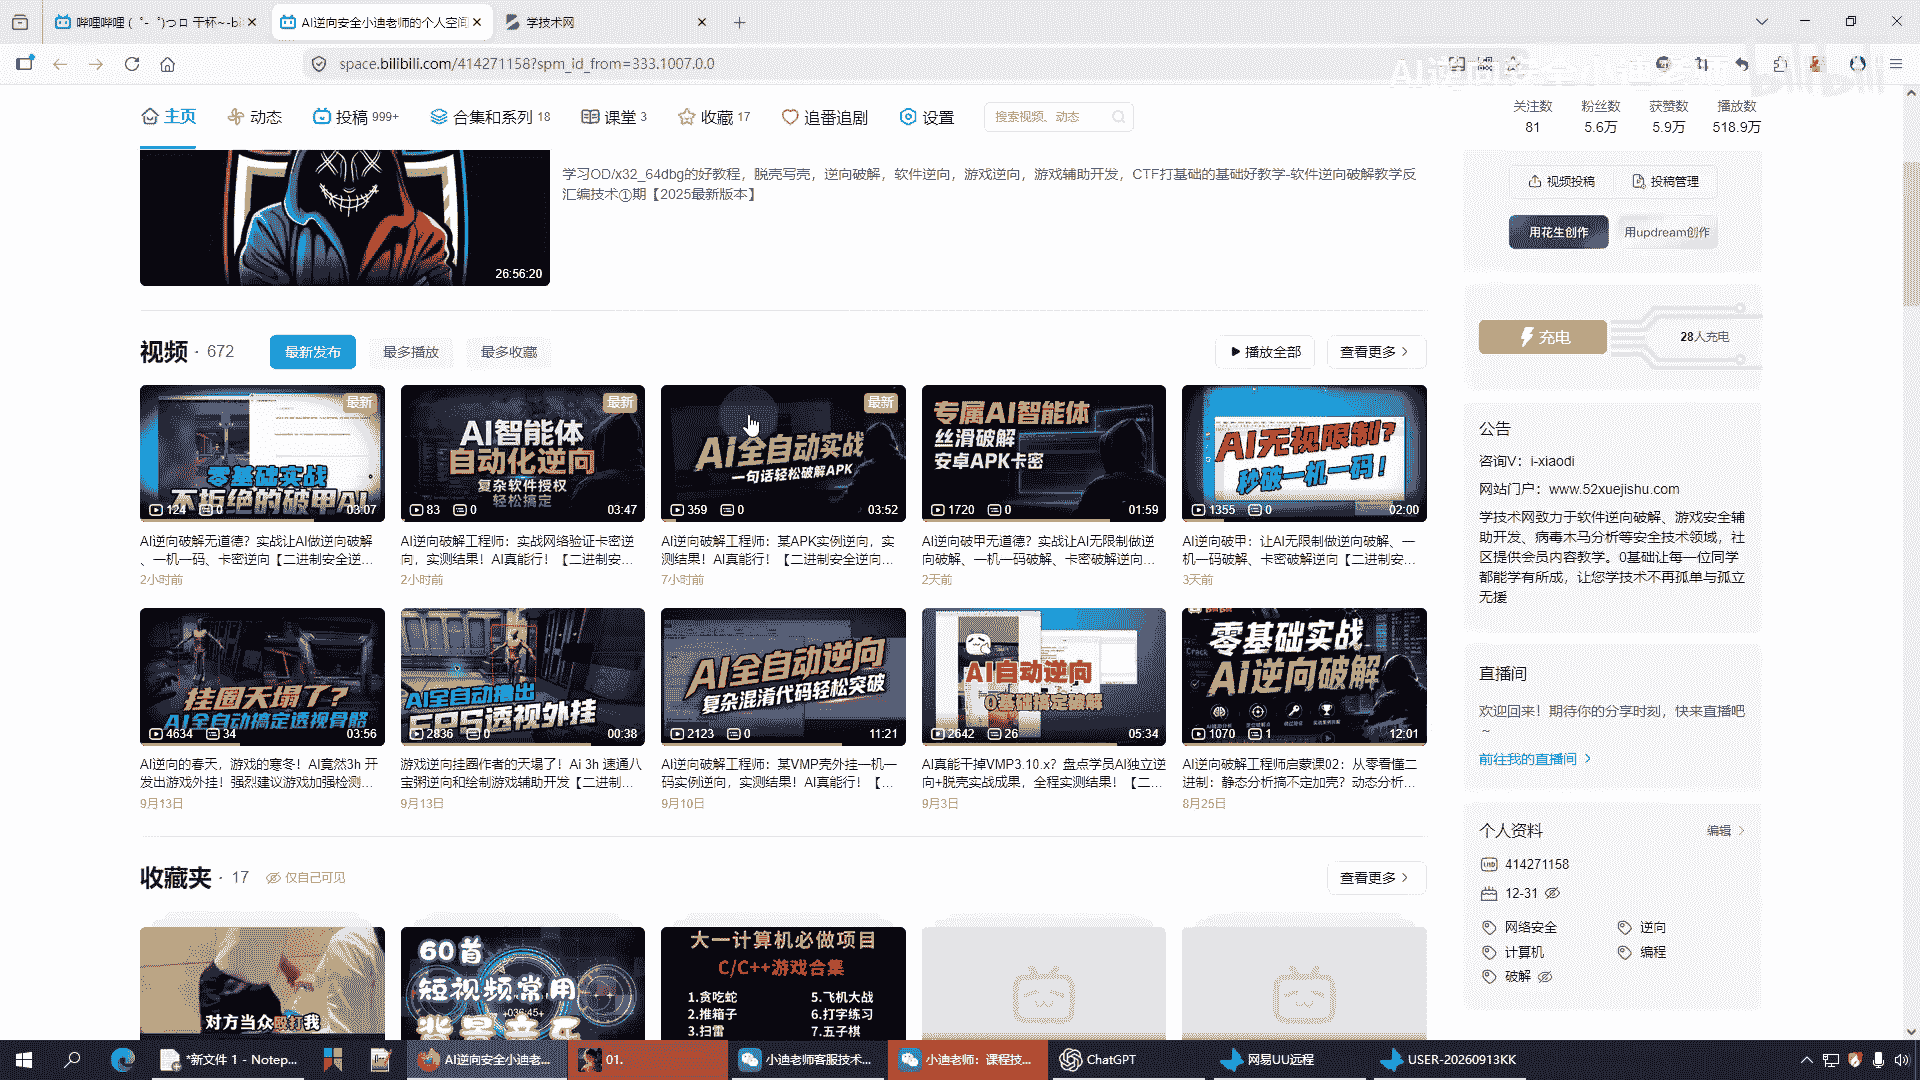 哔哩哔哩 (゜-゜)つロ 干杯~-bi
AI逆向安全小迪老师的个人空间
学技术网
space.bilibili.com/414271158?spm_id_from=333.1007.0.0
AI逆向安全小迪老师
bilibili
主页
动态
投稿 999+
合集和系列 18
课堂 3
收藏 17
追番追剧
设置
搜索视频、动态
关注数 粉丝数 获赞数 播放数
81 5.6万 5.9万 518.9万
26:56:20
学习OD/x32_64dbg的好教程，脱壳写壳，逆向破解，软件逆向，游戏逆向，游戏辅助开发，CTF打基础的基础好教学-软件逆向破解教学反
汇编技术①期【2025最新版本】
视频投稿
投稿管理
用花生创作
用updream创作
充电
28人充电
视频 · 672
最新发布
最多播放
最多收藏
播放全部
查看更多
最新
零基础实战
不拒绝的破甲AI
124 0 03:07
AI逆向破解无道德？实战让AI做逆向破解
、一机一码、卡密逆向【二进制安全逆...
2小时前
最新
AI智能体
自动化逆向
复杂软件授权
轻松搞定
83 0 03:47
AI逆向破解工程师：实战网络验证卡密逆
向，实测结果！AI真能行！【二进制安...
2小时前
最新
AI全自动实战
一句话轻松破解APK
359 0 03:52
AI逆向破解工程师：某APK实例逆向，实
测结果！AI真能行！【二进制安全逆向...
7小时前
专属AI智能体
丝滑破解
安卓APK卡密
1720 0 01:59
AI逆向破甲无道德？实战让AI无限制做逆
向破解、一机一码破解、卡密破解逆向...
2天前
AI无视限制？
秒破一机一码！
1355 0 02:00
AI逆向破甲：让AI无限制做逆向破解、一
机一码破解、卡密破解逆向【二进制安...
3天前
挂圈天塌了？
AI全自动搞定透视骨骼
4634 34 03:56
AI逆向的春天，游戏的寒冬！AI竟然3h 开
发出游戏外挂！强烈建议游戏加强检测...
9月13日
AI全自动撸出
FPS透视外挂
2836 0 00:38
游戏逆向挂圈作者的天塌了！Ai 3h 速通八
宝粥逆向和绘制游戏辅助开发【二进制...
9月13日
AI全自动逆向
复杂混淆代码轻松突破
2123 0 11:21
AI逆向破解工程师：某VMP壳外挂一机一
码实例逆向，实测结果！AI真能行！【...
9月10日
AI自动逆向
0基础搞定破解
2642 26 05:34
AI真能干掉VMP3.10.x？盘点学员AI独立逆
向+脱壳实战成果，全程实测结果！【二...
9月3日
零基础实战
AI逆向破解
1070 1 12:01
AI逆向破解工程师启蒙课02：从零看懂二
进制：静态分析搞不定加壳？动态分析...
8月25日
公告
咨询V：i-xiaodi
网站门户：www.52xuejishu.com
学技术网致力于软件逆向破解、游戏安全辅
助开发、病毒木马分析等安全技术领域，社
区提供会员内容教学。0基础让每一位同学
都能学有所成，让您学技术不再孤单与孤立
无援
直播间
欢迎回来！期待你的分享时刻，快来直播吧
~
前往我的直播间
个人资料
编辑
UID 414271158
12-31
网络安全
逆向
计算机
编程
破解
收藏夹 · 17
仅自己可见
查看更多
对方当众殴打我
60首
短视频常用
背景音乐
大一计算机必做项目
C/C++游戏合集
1.贪吃蛇 5.飞机大战
2.推箱子 6.打字练习
3.扫雷 7.五子棋
*新文件 1 - Notep...
AI逆向安全小迪老...
01.
小迪老师客服技术...
小迪老师：课程技...
ChatGPT
网易UU远程
USER-20260913KK